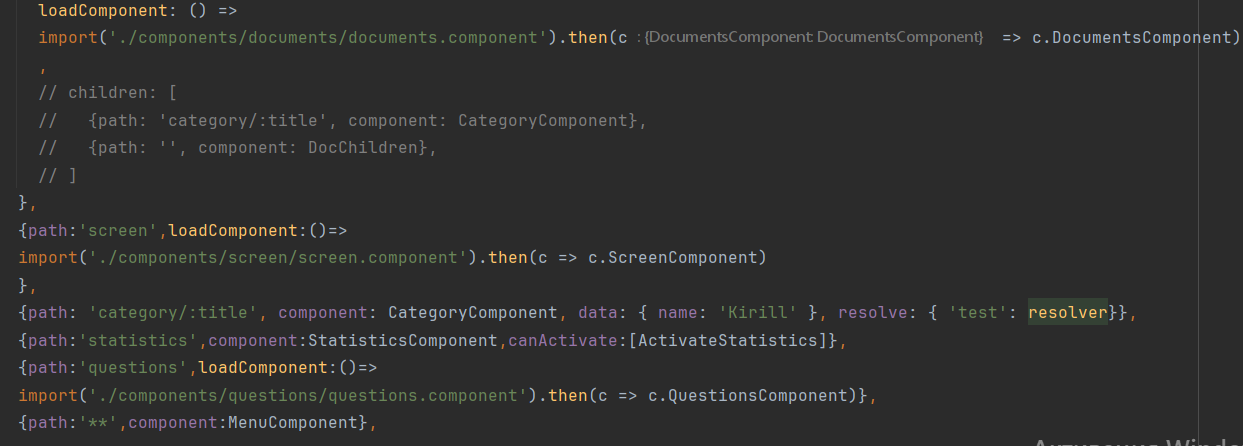 loadComponent: () =>
import('./components/documents/documents.component').then(c : {DocumentsComponent: DocumentsComponent} => c.DocumentsComponent)
,
// children: [
//   {path: 'category/:title', component: CategoryComponent},
//   {path: '', component: DocChildren},
// ]
},
{path:'screen',loadComponent:()=>
import('./components/screen/screen.component').then(c => c.ScreenComponent)
},
{path: 'category/:title', component: CategoryComponent, data: { name: 'Kirill' }, resolve: { 'test': resolver}},
{path:'statistics',component:StatisticsComponent,canActivate:[ActivateStatistics]},
{path:'questions',loadComponent:()=>
import('./components/questions/questions.component').then(c => c.QuestionsComponent)},
{path:'**',component:MenuComponent},